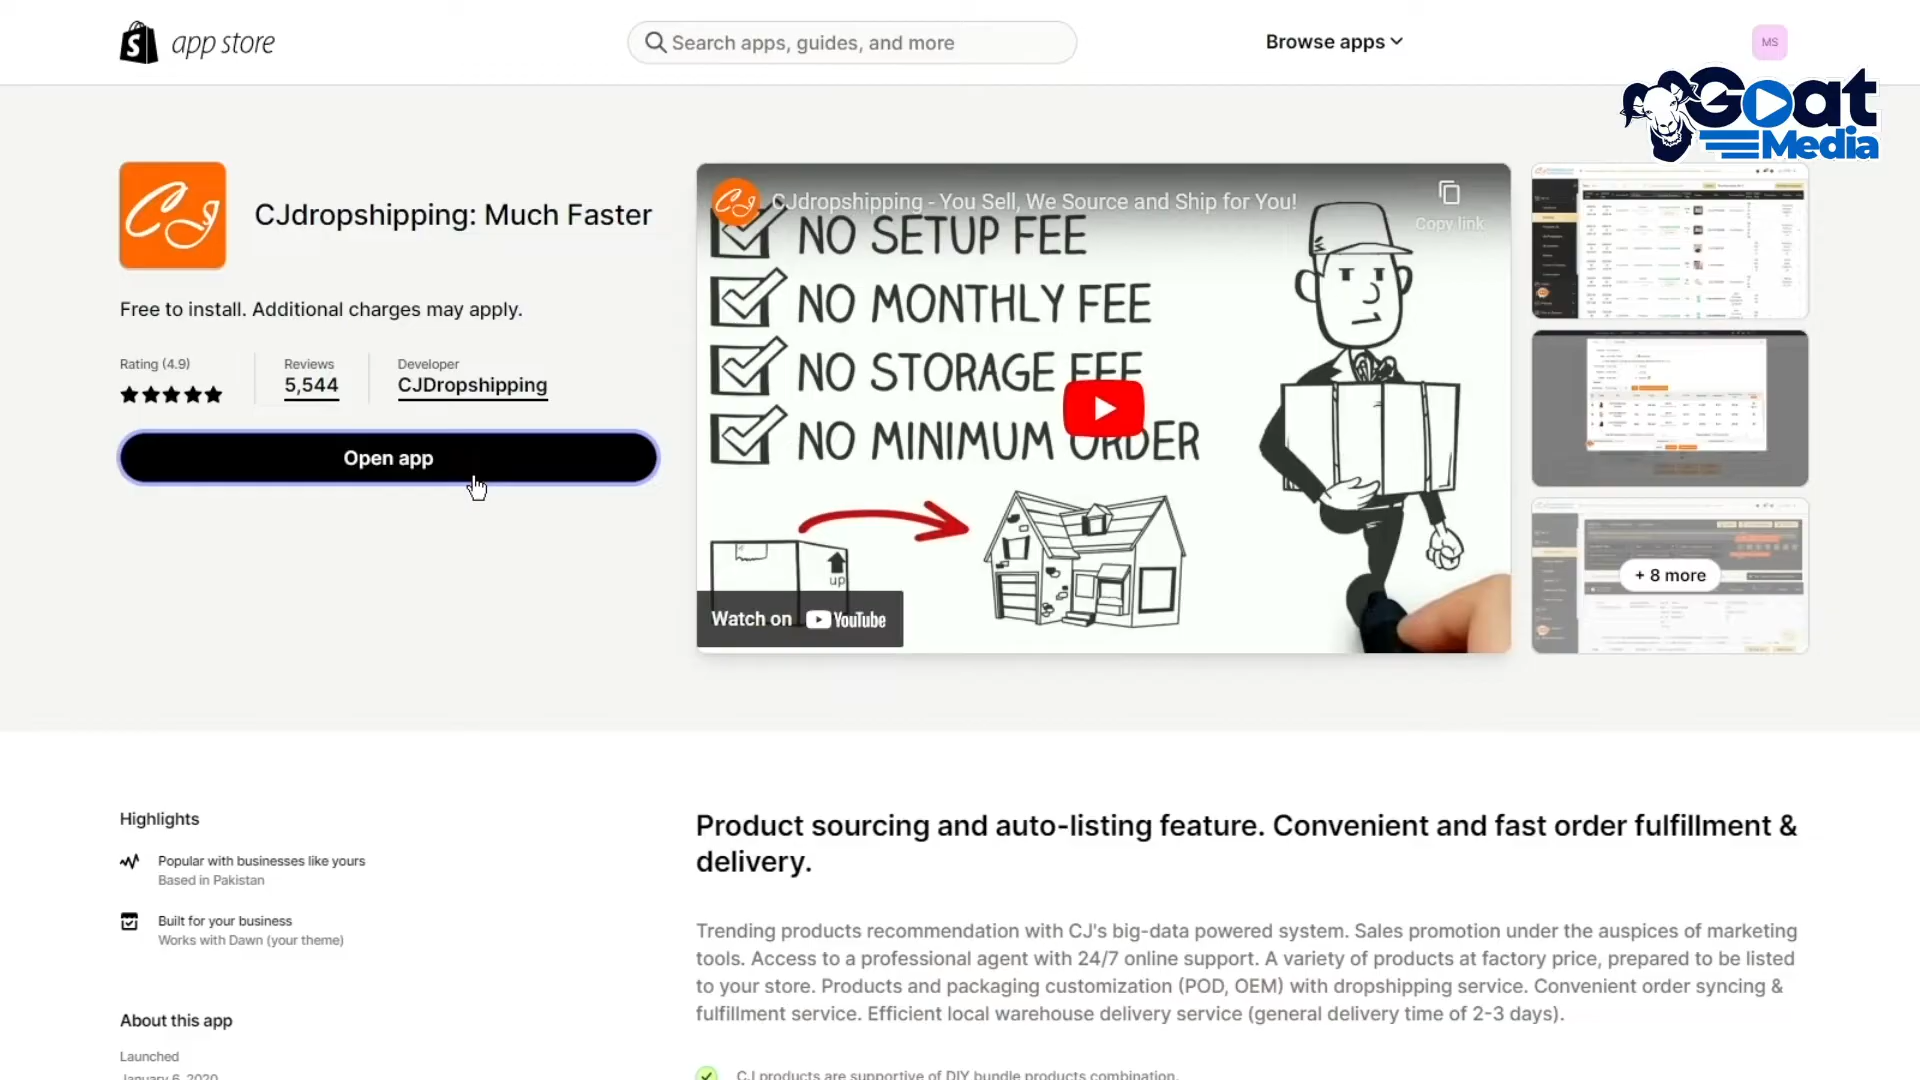 app store
Search apps, guides, and more
Browse apps
MS
Goat
Media
CJ
CJdropshipping: Much Faster
Free to install. Additional charges may apply.
Rating (4.9)
Reviews
5,544
Developer
CJDropshipping
Open app
CJdropshipping - You Sell, We Source and Ship for You!
Copy link
NO SETUP FEE
NO MONTHLY FEE
NO STORAGE FEE
NO MINIMUM ORDER
up
Watch on YouTube
+ 8 more
Highlights
Popular with businesses like yours
Based in Pakistan
Built for your business
Works with Dawn (your theme)
About this app
Launched
January 6, 2020
Product sourcing and auto-listing feature. Convenient and fast order fulfillment &
delivery.
Trending products recommendation with CJ's big-data powered system. Sales promotion under the auspices of marketing
tools. Access to a professional agent with 24/7 online support. A variety of products at factory price, prepared to be listed
to your store. Products and packaging customization (POD, OEM) with dropshipping service. Convenient order syncing &
fulfillment service. Efficient local warehouse delivery service (general delivery time of 2-3 days).
CJ products are supportive of DIY bundle products combination.